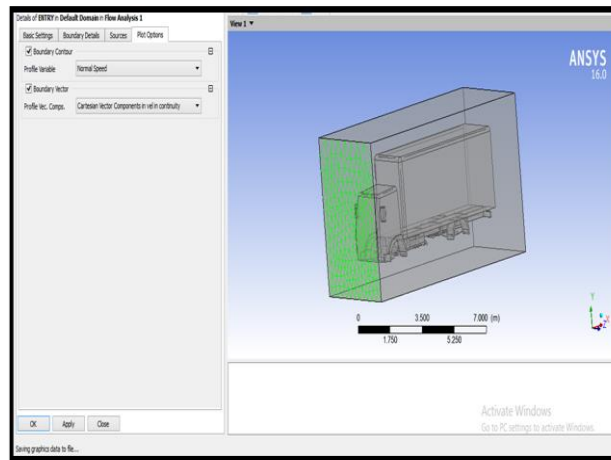 Details of ENTRY in Default Domain in Flow Analysis 1
Basic Settings Boundary Details Sources Plot Options
Boundary Contour
Profile Variable Normal Speed
Boundary Vector
Profile Vec. Comps. Cartesian Vector Components in vel in continuity
OK Apply Close
Saving graphics data to file...
View 1
ANSYS
16.0
0 3.500 7.000 (m)
1.750 5.250
Y
X
Z
Activate Windows
Go to PC settings to activate Windows.